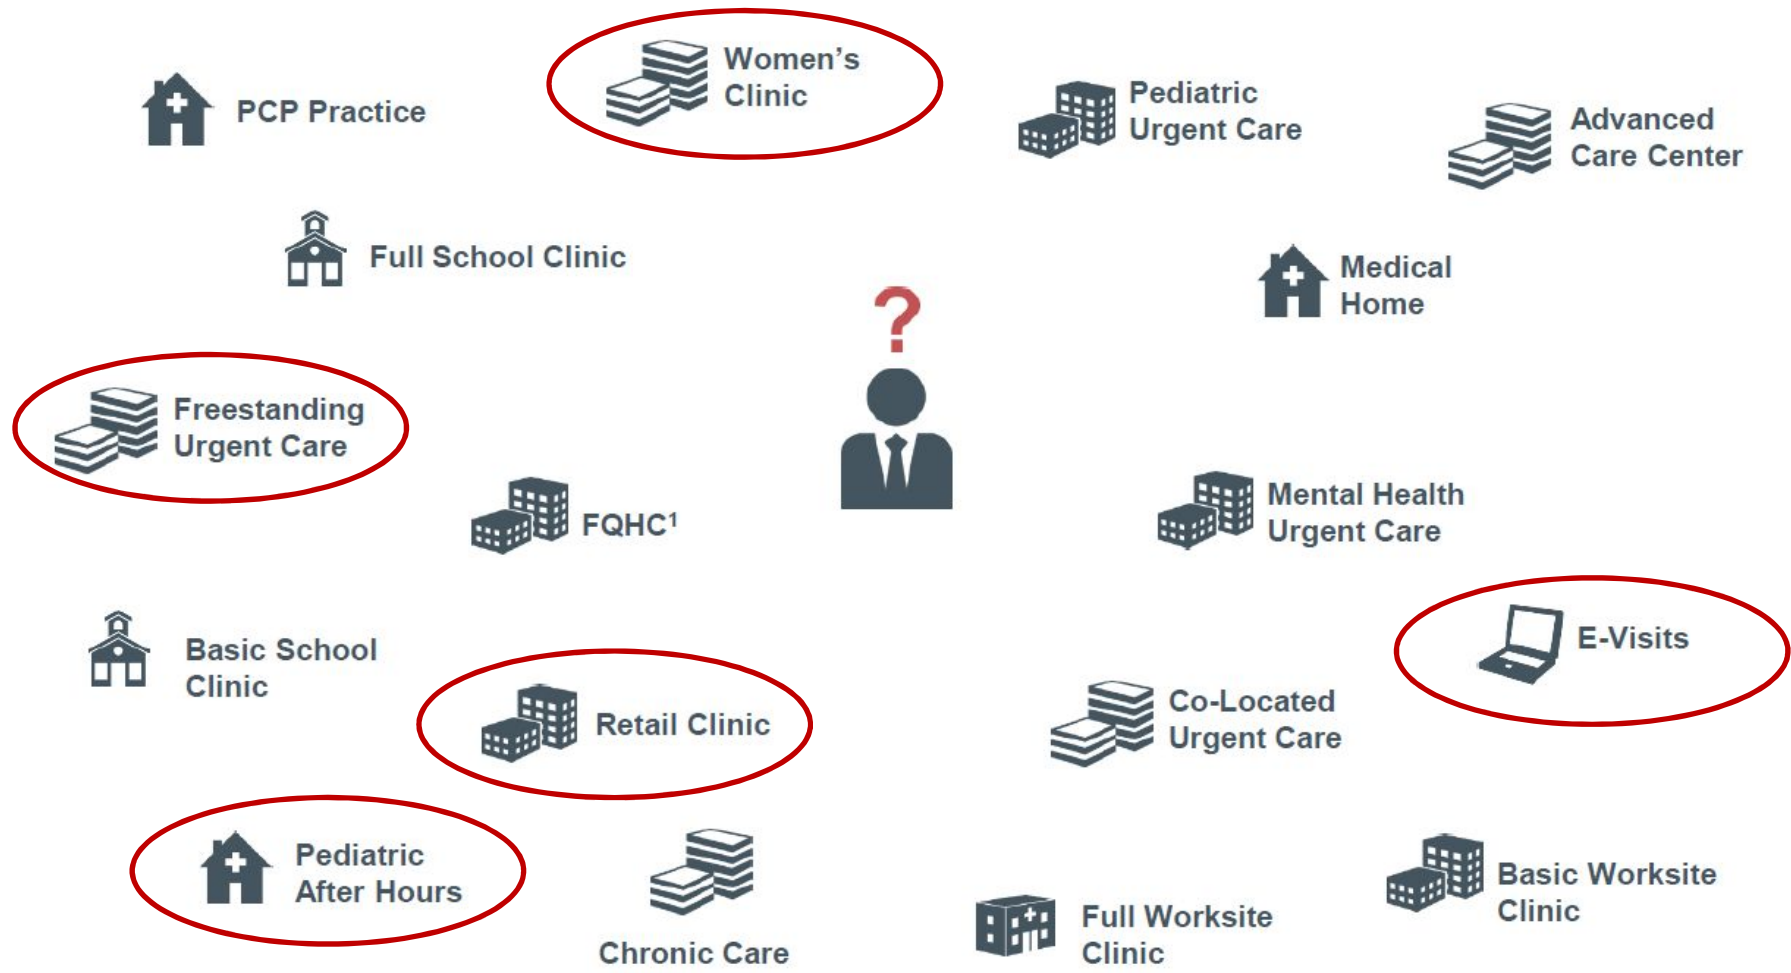 Women's
Clinic
PCP Practice
Pediatric
Urgent Care
Advanced
Care Center
Full School Clinic
Medical
Home
?
Freestanding
Urgent Care
FQHC¹
Mental Health
Urgent Care
Basic School
Clinic
E-Visits
Retail Clinic
Co-Located
Urgent Care
Pediatric
After Hours
Chronic Care
Full Worksite
Clinic
Basic Worksite
Clinic